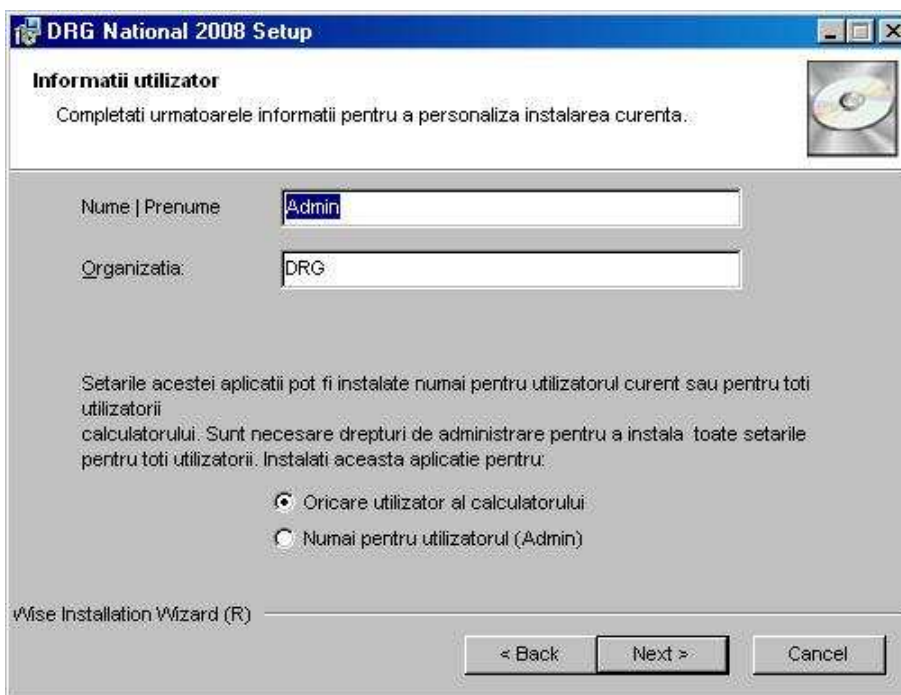 DRG National 2008 Setup
Informatii utilizator
Completati urmatoarele informatii pentru a personaliza instalarea curenta.
Nume | Prenume
Admin
Organizatia:
DRG
Setarile acestei aplicatii pot fi instalate numai pentru utilizatorul curent sau pentru toti
utilizatorii
calculatorului. Sunt necesare drepturi de administrare pentru a instala toate setarile
pentru toti utilizatorii. Instalati aceasta aplicatie pentru:
Oricare utilizator al calculatorului
Numai pentru utilizatorul (Admin)
Wise Installation Wizard (R)
< Back
Next >
Cancel